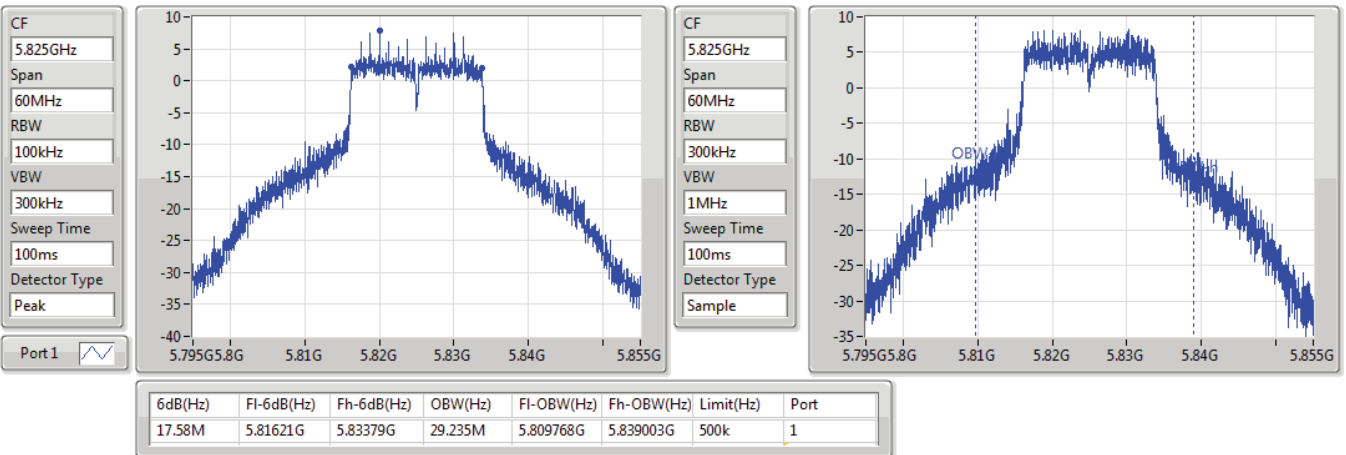 CF
5.825GHz
Span
60MHz
RBW
100kHz
VBW
300kHz
Sweep Time
100ms
Detector Type
Peak
Port 1
10
5
0
-5
-10
-15
-20
-25
-30
-35
-40
5.795G 5.8G 5.81G 5.82G 5.83G 5.84G 5.855G
CF
5.825GHz
Span
60MHz
RBW
300kHz
VBW
1MHz
Sweep Time
100ms
Detector Type
Sample
10
5
0
-5
-10
-15
-20
-25
-30
-35
OBW
5.795G 5.8G 5.81G 5.82G 5.83G 5.84G 5.855G
6dB(Hz) Fl-6dB(Hz) Fh-6dB(Hz) OBW(Hz) Fl-OBW(Hz) Fh-OBW(Hz) Limit(Hz) Port
17.58M 5.81621G 5.83379G 29.235M 5.809768G 5.839003G 500k 1